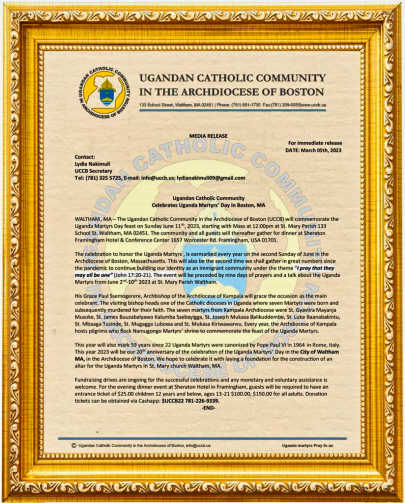 UGANDAN CATHOLIC COMMUNITY
IN THE ARCHDIOCESE OF BOSTON
133 School Street, Waltham, MA 02451 | Phone: (781) 891-1730 Fax:(781) 209-0555|www.uccb.us
MEDIA RELEASE
For immediate release
DATE: March 05th, 2023
Contact:
Lydia Nakimuli
UCCB Secretary
Tel: (781) 325 5725, E-mail: info@uccb.us; lydianakimuli09@gmail.com
Ugandan Catholic Community
Celebrates Uganda Martyrs' Day in Boston, MA
WALTHAM, MA – The Ugandan Catholic Community in the Archdiocese of Boston (UCCB) will commemorate the
Uganda Martyrs Day feast on Sunday June 11th, 2023, starting with Mass at 12:00pm at St. Mary Parish 133
School St. Waltham, MA 02451. The community and all guests will thereafter gather for dinner at Sheraton
Framingham Hotel & Conference Center 1657 Worcester Rd. Framingham, USA 01701.
The celebration to honor the Uganda Martyrs , is earmarked every year on the second Sunday of June in the
Archdiocese of Boston, Massachusetts. This will also be the second time we shall gather in great numbers since
the pandemic to continue building our identity as an immigrant community under the theme "I pray that they
may all be one" (John 17:20-21). The event will be preceded by nine days of prayers and a talk about the Uganda
Martyrs from June 2nd-10th 2023 at St. Mary Parish Waltham.
His Grace Paul Ssemogerere, Archbishop of the Archdiocese of Kampala will grace the occasion as the main
celebrant. The visiting bishop heads one of the Catholic dioceses in Uganda where seven Martyrs were born and
subsequently murdered for their faith. The seven martyrs from Kampala Archdiocese were St. Gyavira Mayanja
Musoke, St. James Buuzabalyawo Kalumba Ssebayigga, St. Joseph Mukasa Balikuddembe, St. Luke Baanabakintu,
St. Mbaaga Tuzinde, St. Mugagga Lubowa and St. Mukasa Kiriwawanvu. Every year, the Archdiocese of Kampala
hosts pilgrims who flock Namugongo Martyrs' shrine to commemorate the feast of the Uganda Martyrs.
This year will also mark 59 years since 22 Uganda Martyrs were canonized by Pope Paul VI in 1964 in Rome, Italy.
This year 2023 will be our 20th anniversary of the celebration of the Uganda Martyrs' Day in the City of Waltham
MA, in the Archdiocese of Boston. We hope to celebrate it with laying a foundation for the construction of an
altar for the Uganda Martyrs in St. Mary church Waltham, MA.
Fundraising drives are ongoing for the successful celebrations and any monetary and voluntary assistance is
welcome. For the evening dinner event at Sheraton Hotel in Framingham, guests will be required to have an
entrance ticket of $25.00 children 12 years and below, ages 13-21 $100.00, $150.00 for all adults. Donation
tickets can be obtained via Cashapp: $UCCB22 781-226-9339.
-END-
© Ugandan Catholic Community in the Archdiocese of Boston, info@uccb.us Uganda martyrs Pray fo us